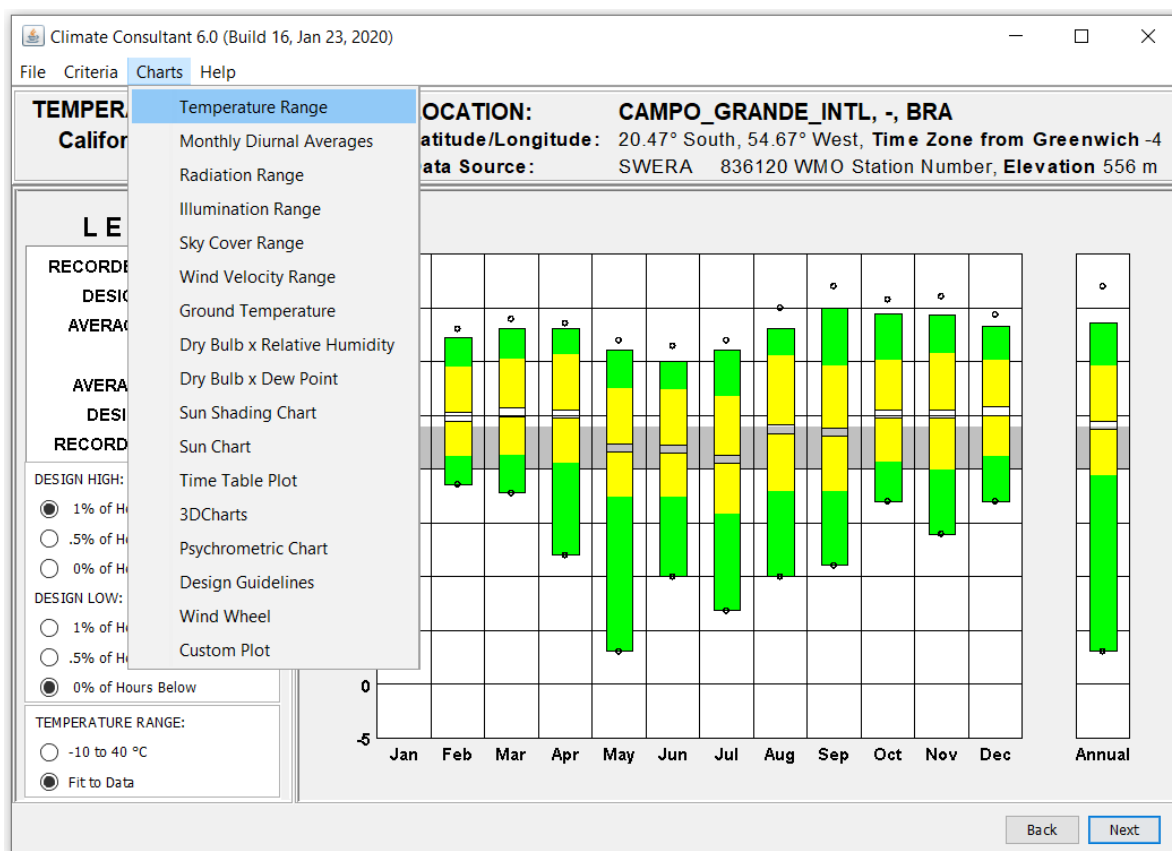 Climate Consultant 6.0 (Build 16, Jan 23, 2020)
File Criteria Charts Help
TEMPER
Califor
OCATION: CAMPO_GRANDE_INTL, -, BRA
atitude/Longitude: 20.47° South, 54.67° West, Time Zone from Greenwich -4
ata Source: SWERA 836120 WMO Station Number, Elevation 556 m
Temperature Range
Monthly Diurnal Averages
Radiation Range
Illumination Range
Sky Cover Range
Wind Velocity Range
Ground Temperature
Dry Bulb x Relative Humidity
Dry Bulb x Dew Point
Sun Shading Chart
Sun Chart
Time Table Plot
3DCharts
Psychrometric Chart
Design Guidelines
Wind Wheel
Custom Plot
L E
RECORDE
DESIG
AVERAG
AVERA
DESI
RECORD
DESIGN HIGH:
1% of H
.5% of H
0% of H
DESIGN LOW:
1% of H
.5% of H
0% of Hours Below
TEMPERATURE RANGE:
-10 to 40 °C
Fit to Data
0
-5
Jan Feb Mar Apr May Jun Jul Aug Sep Oct Nov Dec Annual
Back Next